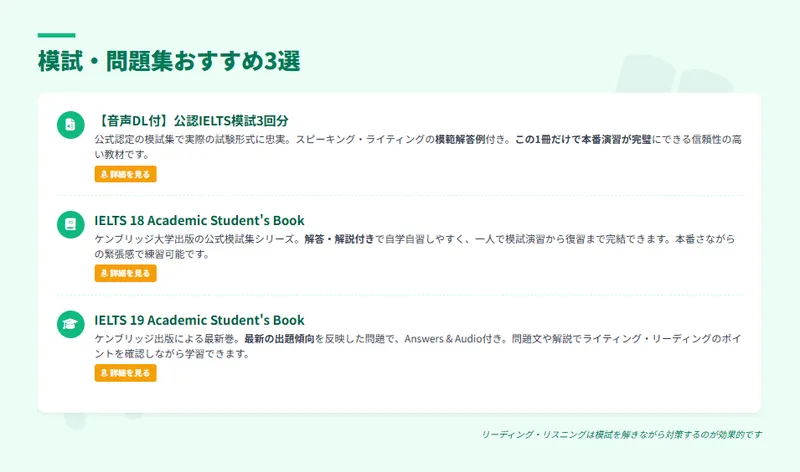 模試・問題集おすすめ3選
【音声DL付】公認IELTS模試3回分
公式認定の模試集で実際の試験形式に忠実。スピーキング・ライティングの模範解答例付き。この1冊だけで本番演習が完璧にできる信頼性の高
い教材です。
詳細を見る
IELTS 18 Academic Student's Book
ケンブリッジ大学出版の公式模試集シリーズ。解答・解説付きで自学自習しやすく、一人で模試演習から復習まで完結できます。本番さながら
の緊張感で練習可能です。
詳細を見る
IELTS 19 Academic Student's Book
ケンブリッジ出版による最新巻。最新の出題傾向を反映した問題で、Answers & Audio付き。問題文や解説でライティング・リーディングのポイ
ントを確認しながら学習できます。
詳細を見る
リーディング・リスニングは模試を解きながら対策するのが効果的です